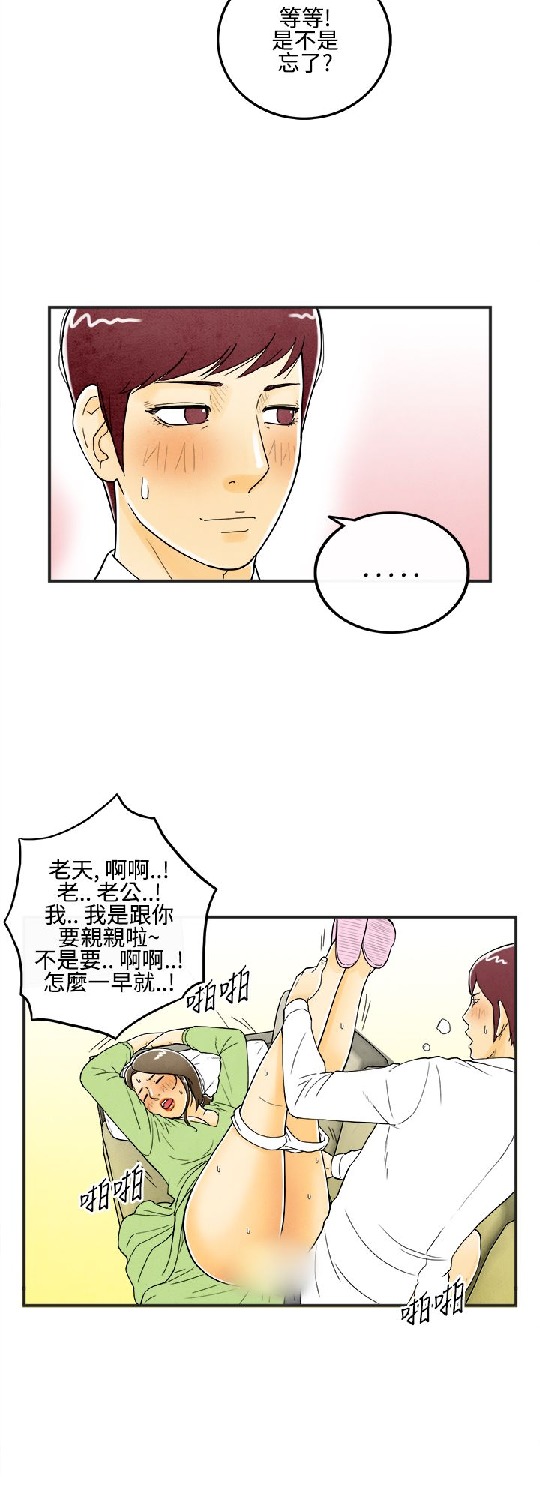 等等!
是不是
忘了?
.....
老天, 啊啊..!
老.. 老公..!
我.. 我是跟你
要親親啦~
不是要.. 啊啊..!
怎麼一早就..!
啪啪
啪啪
啪啪